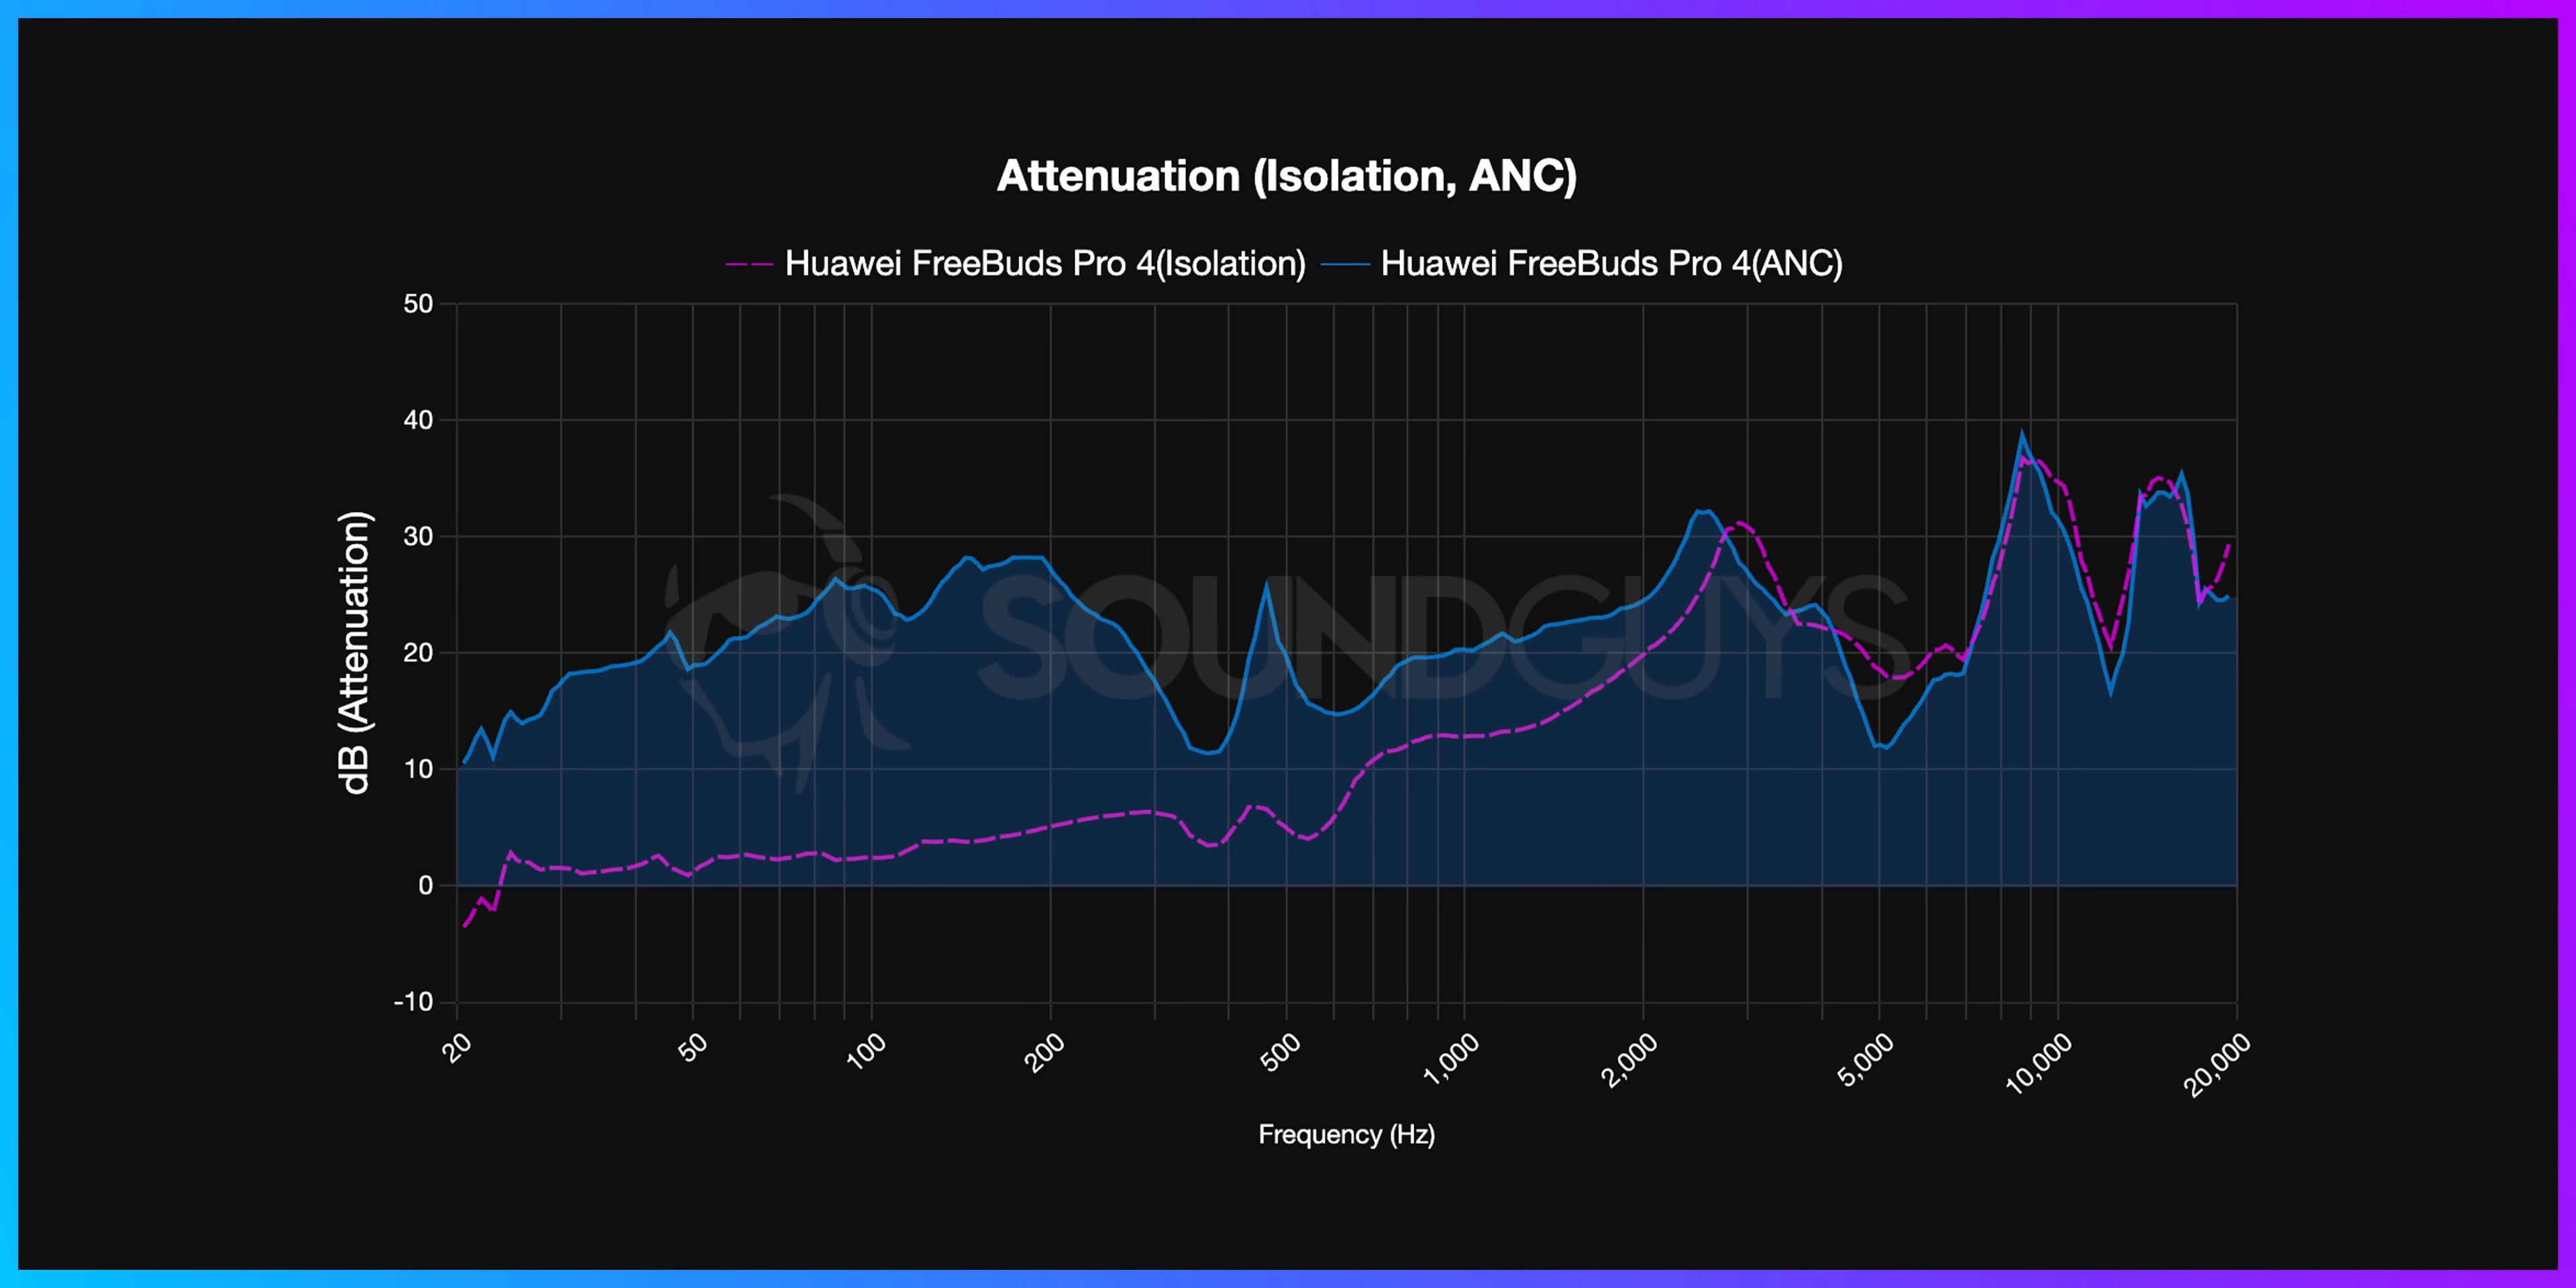 Attenuation (Isolation, ANC)
Huawei FreeBuds Pro 4(Isolation) Huawei FreeBuds Pro 4(ANC)
50
40
30
20
10
0
-10
dB (Attenuation)
SOUNDGUYS
20 50 100 200 500 1,000 2,000 5,000 10,000 20,000
Frequency (Hz)